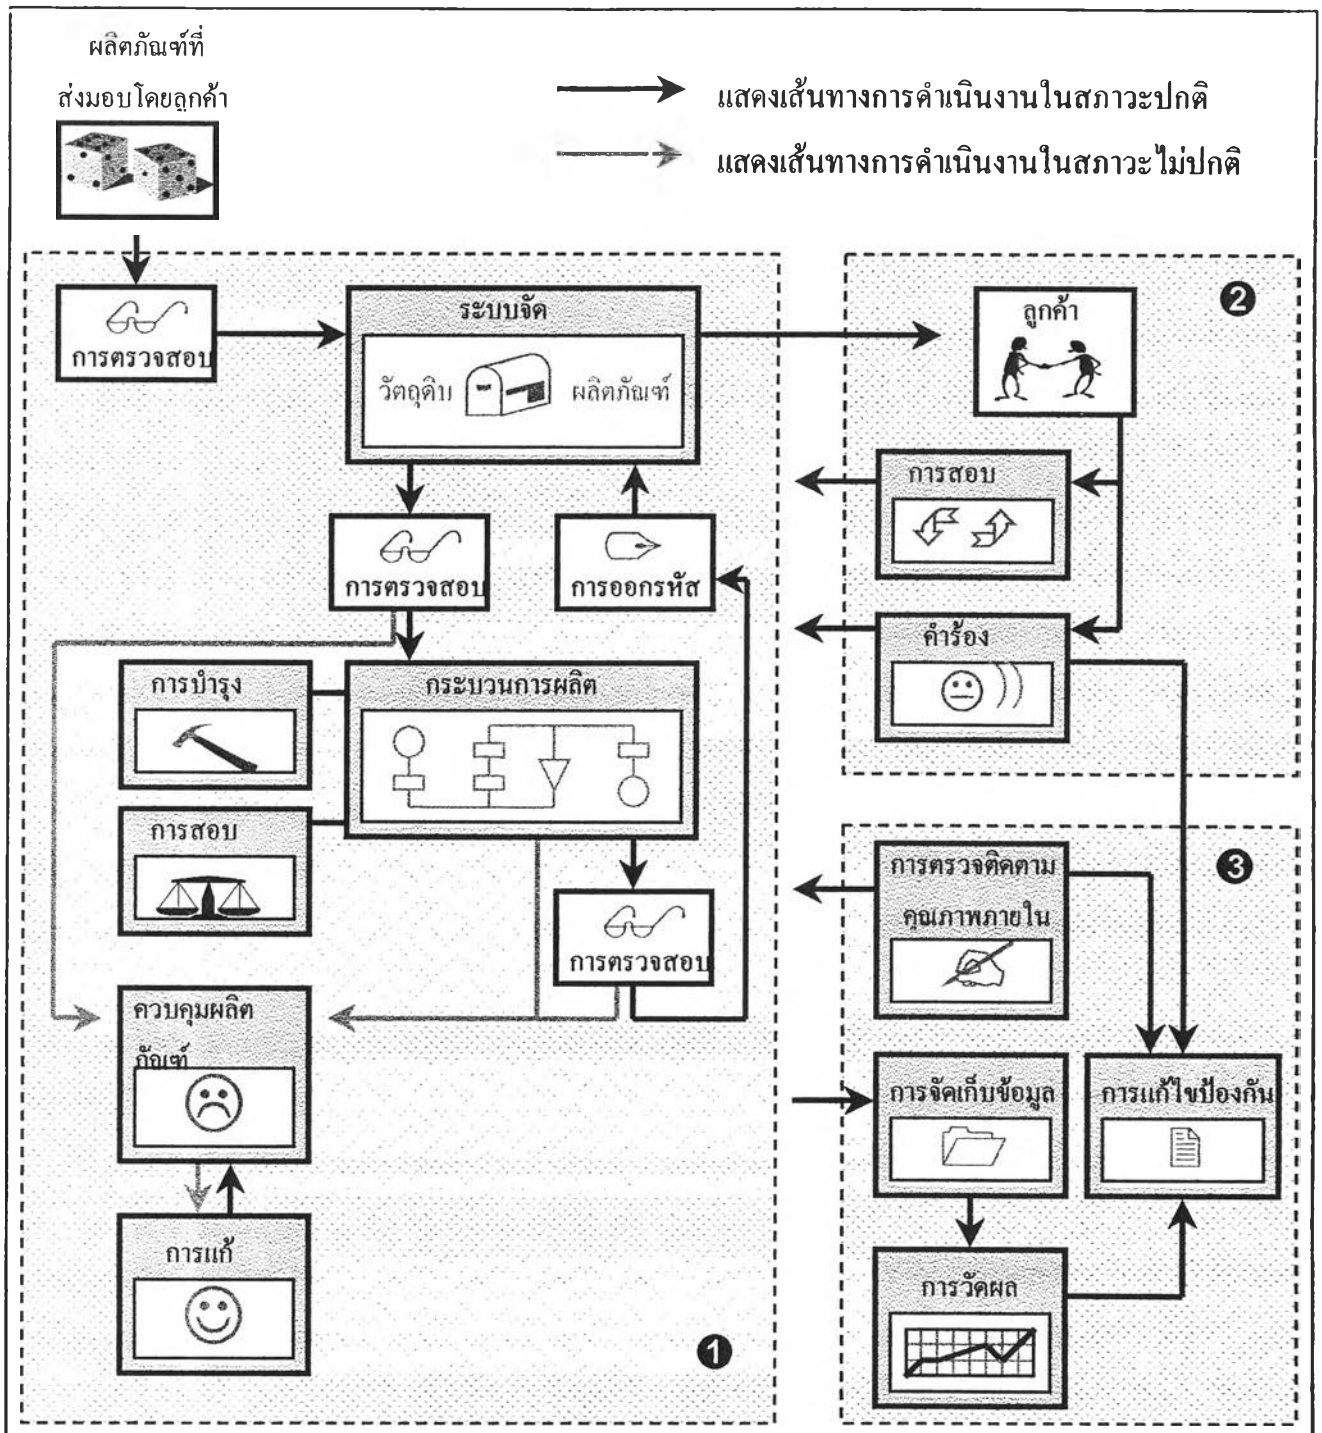 ผลิตภัณฑ์ที่
ส่งมอบโดยลูกค้า
แสดงเส้นทางการดำเนินงานในสภาวะปกติ
แสดงเส้นทางการดำเนินงานในสภาวะไม่ปกติ
การตรวจสอบ
ระบบจัด
วัตถุดิบ ผลิตภัณฑ์
การตรวจสอบ
การออกรหัส
การบำรุง
กระบวนการผลิต
การสอบ
การตรวจสอบ
ควบคุมผลิต
ภัณฑ์
การแก้
1
2
ลูกค้า
การสอบ
คำร้อง
3
การตรวจติดตาม
คุณภาพภายใน
การจัดเก็บข้อมูล
การแก้ไขป้องกัน
การวัดผล